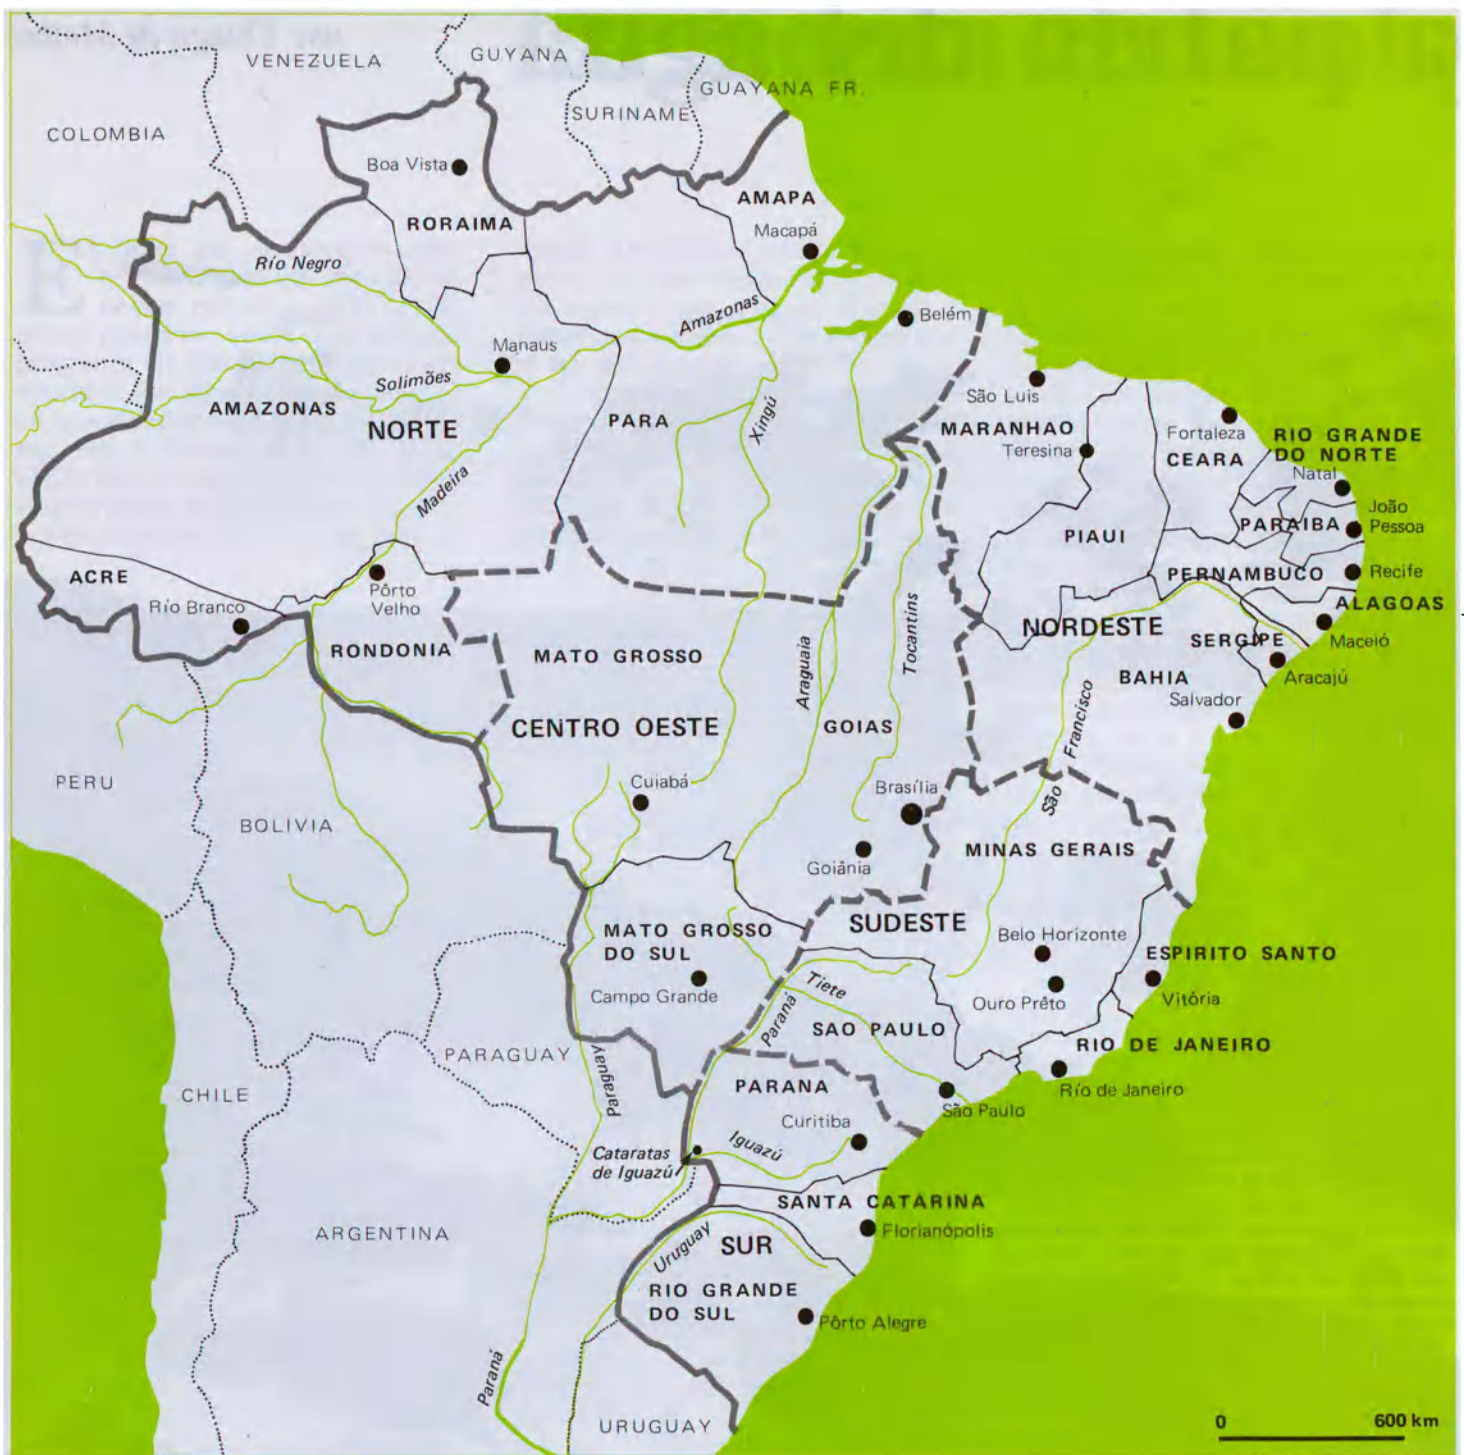 VENEZUELA
GUYANA
GUAYANA FR.
SURINAME
COLOMBIA
Boa Vista
AMAPA
RORAIMA
Macapá
Río Negro
Amazonas
Belém
Manaus
Solimões
AMAZONAS
NORTE
PARA
Xingú
São Luis
MARANHAO
Teresina
Fortaleza
CEARA
RIO GRANDE
DO NORTE
Natal
João
Pessoa
PARAIBA
Madeira
PIAUI
PERNAMBUCO
Recife
ACRE
Río Branco
Pôrto
Velho
RONDONIA
MATO GROSSO
Araguaia
Tocantins
NORDESTE
ALAGOAS
Maceió
SERGIPE
Aracajú
BAHIA
Salvador
São Francisco
CENTRO OESTE
GOIAS
PERU
BOLIVIA
Cuiabá
Brasília
Goiânia
MINAS GERAIS
MATO GROSSO
DO SUL
Campo Grande
SUDESTE
Belo Horizonte
Ouro Prêto
ESPIRITO SANTO
Vitória
Tiete
Paraná
SAO PAULO
RIO DE JANEIRO
Río de Janeiro
São Paulo
PARAGUAY
Paraguay
CHILE
PARANA
Curitiba
Iguazú
Cataratas
de Iguazú
SANTA CATARINA
Florianópolis
ARGENTINA
Uruguay
SUR
RIO GRANDE
DO SUL
Pôrto Alegre
Paraná
URUGUAY
0 600 km